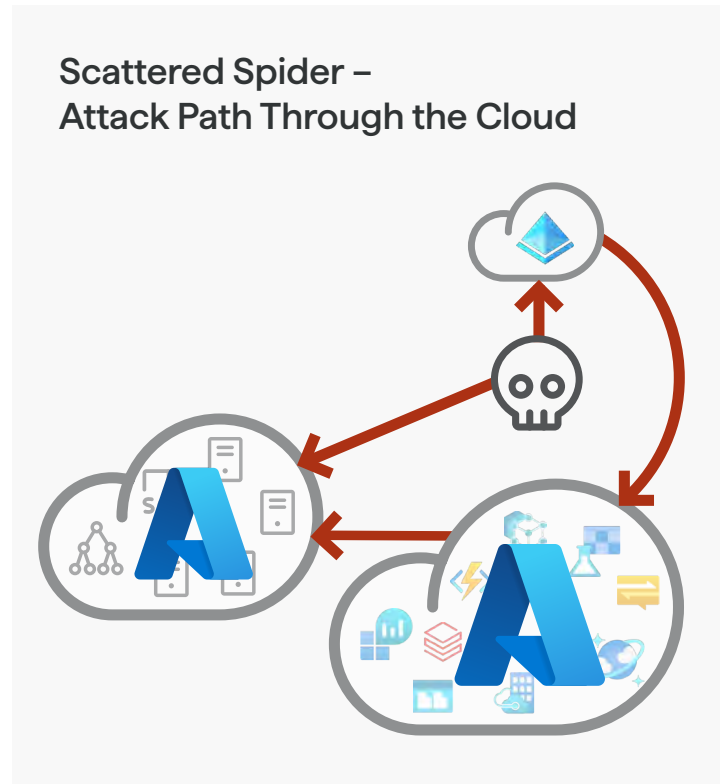 Scattered Spider –
Attack Path Through the Cloud